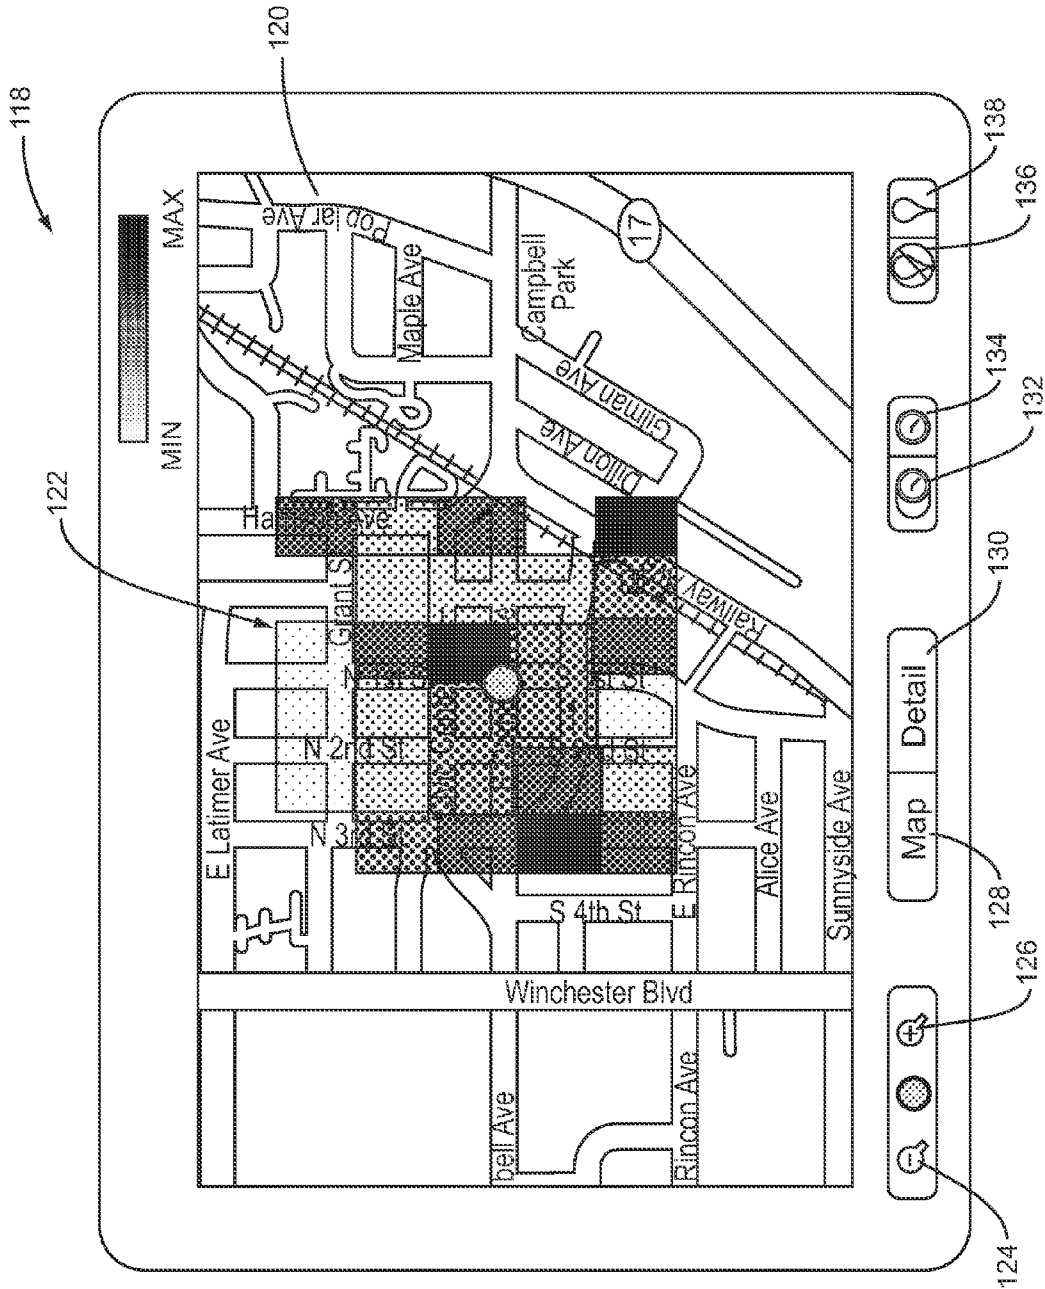 118
120
MAX
MIN
122
Poplar Ave
Maple Ave
Campbell
Park
17
Gilman Ave
Dillon Ave
Railway
Grant S
E Latimer Ave
N 2nd St
N 3rd St
S 4th St
E Rincon Ave
Alice Ave
Sunnyside Ave
Winchester Blvd
bell Ave
Rincon Ave
138
136
134
132
130
Detail
Map
128
126
124